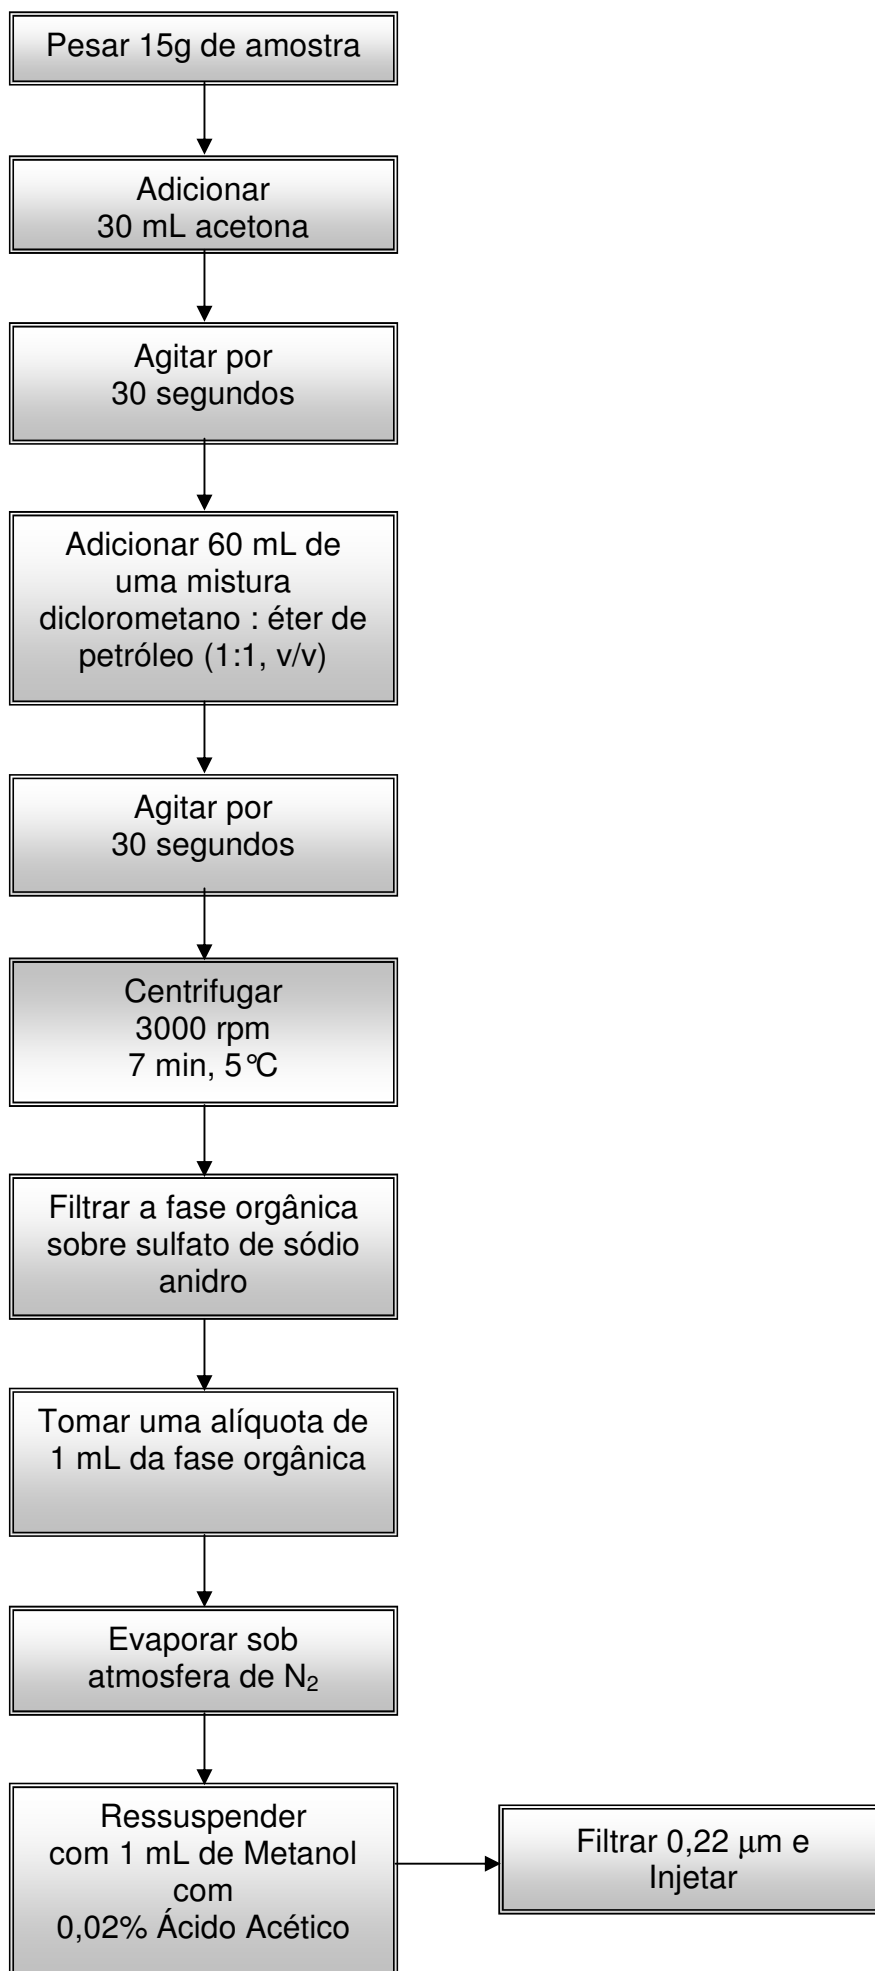 Pesar 15g de amostra
Adicionar
30 mL acetona
Agitar por
30 segundos
Adicionar 60 mL de
uma mistura
diclorometano : éter de
petróleo (1:1, v/v)
Agitar por
30 segundos
Centrifugar
3000 rpm
7 min, 5°C
Filtrar a fase orgânica
sobre sulfato de sódio
anidro
Tomar uma alíquota de
1 mL da fase orgânica
Evaporar sob
atmosfera de N₂
Ressuspender
com 1 mL de Metanol
com
0,02% Ácido Acético
Filtrar 0,22 μm e
Injetar